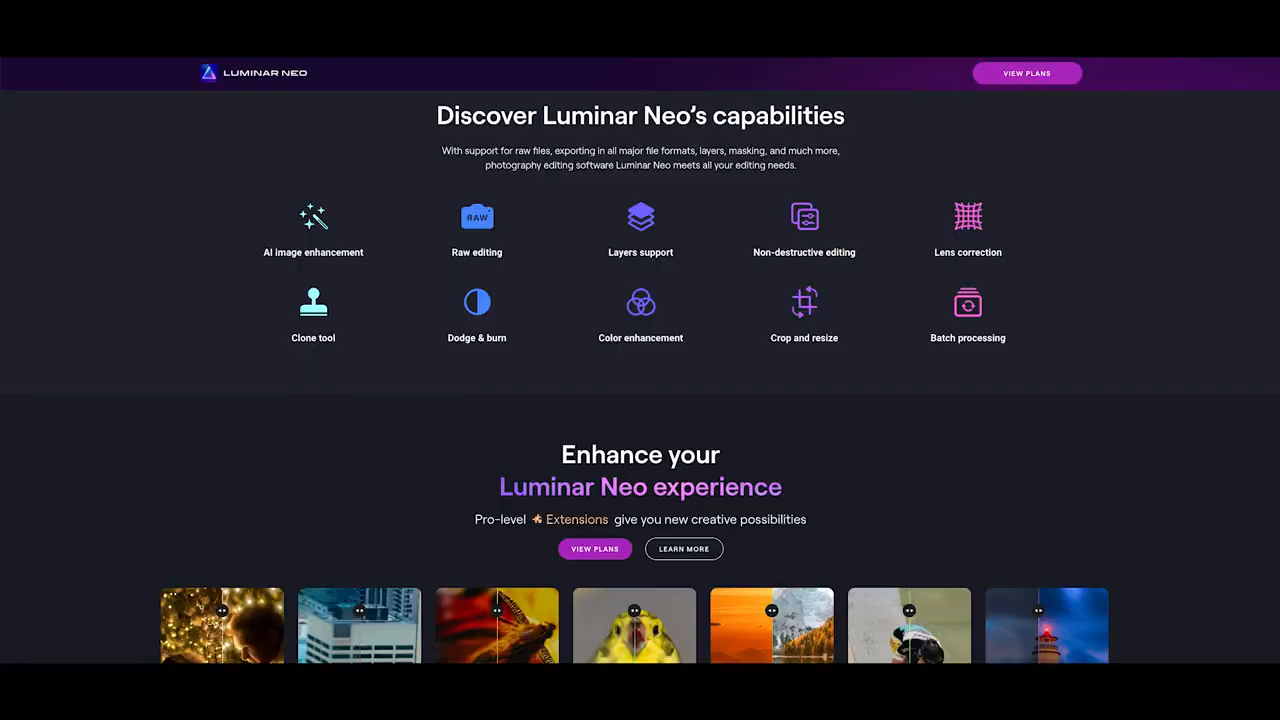 LUMINAR NEO
VIEW PLANS
Discover Luminar Neo’s capabilities
With support for raw files, exporting in all major file formats, layers, masking, and much more,
photography editing software Luminar Neo meets all your editing needs.
RAW
AI image enhancement
Raw editing
Layers support
Non-destructive editing
Lens correction
Clone tool
Dodge & burn
Color enhancement
Crop and resize
Batch processing
Enhance your
Luminar Neo experience
Pro-level Extensions give you new creative possibilities
VIEW PLANS
LEARN MORE